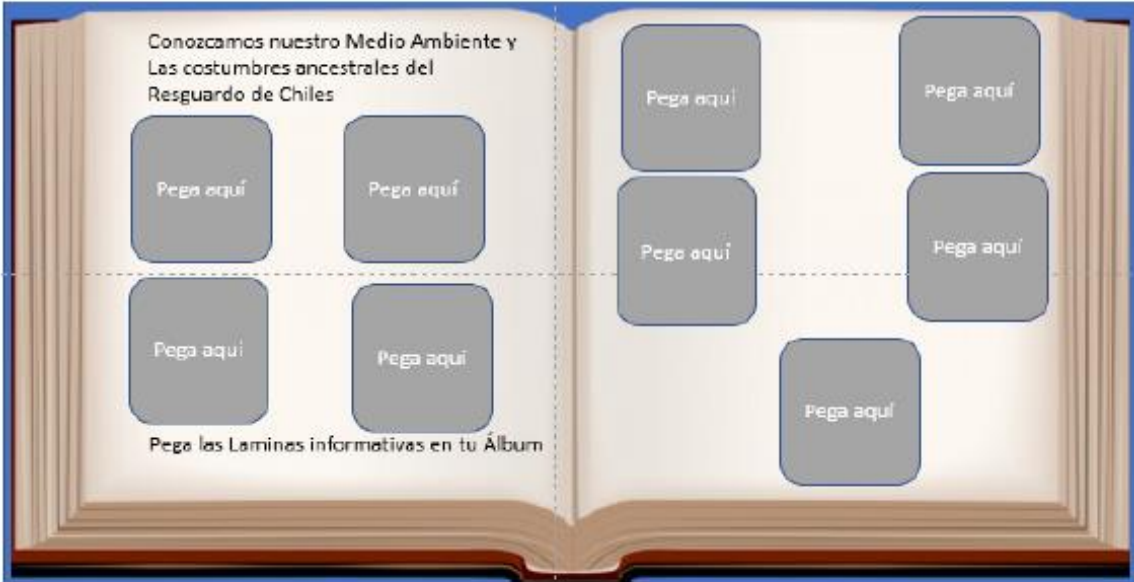 Conozcamos nuestro Medio Ambiente y
Las costumbres ancestrales del
Resguardo de Chiles
Pega aquí
Pega aquí
Pega aquí
Pega aquí
Pega las Laminas informativas en tu Álbum
Pega aquí
Pega aquí
Pega aquí
Pega aquí
Pega aquí